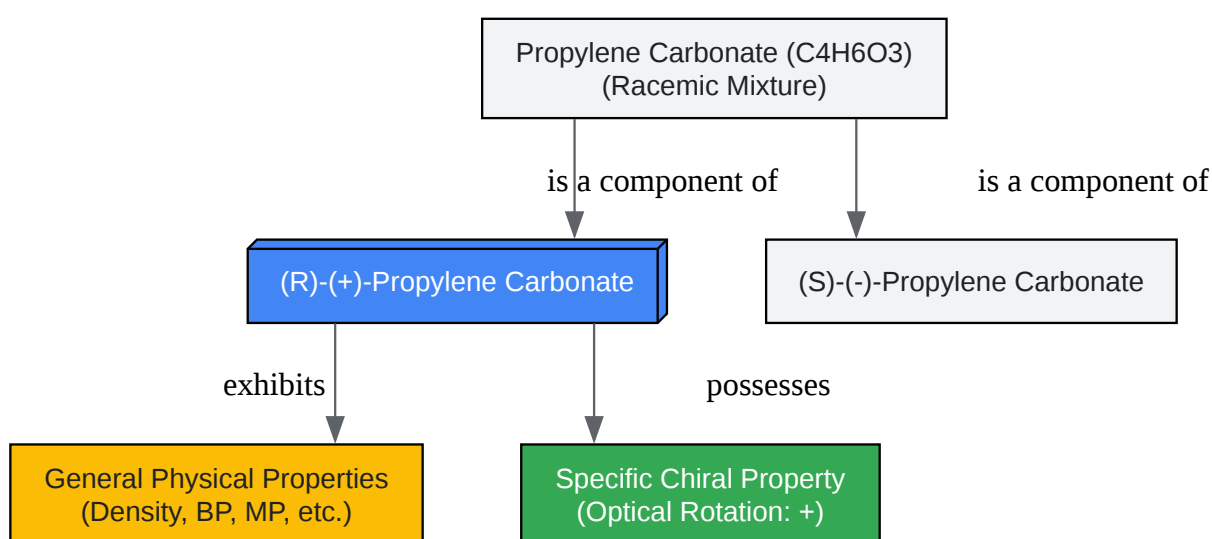 Propylene Carbonate (C4H6O3)
(Racemic Mixture)
is a component of
is a component of
(R)-(+)-Propylene Carbonate
(S)-(-)-Propylene Carbonate
exhibits
possesses
General Physical Properties
(Density, BP, MP, etc.)
Specific Chiral Property
(Optical Rotation: +)